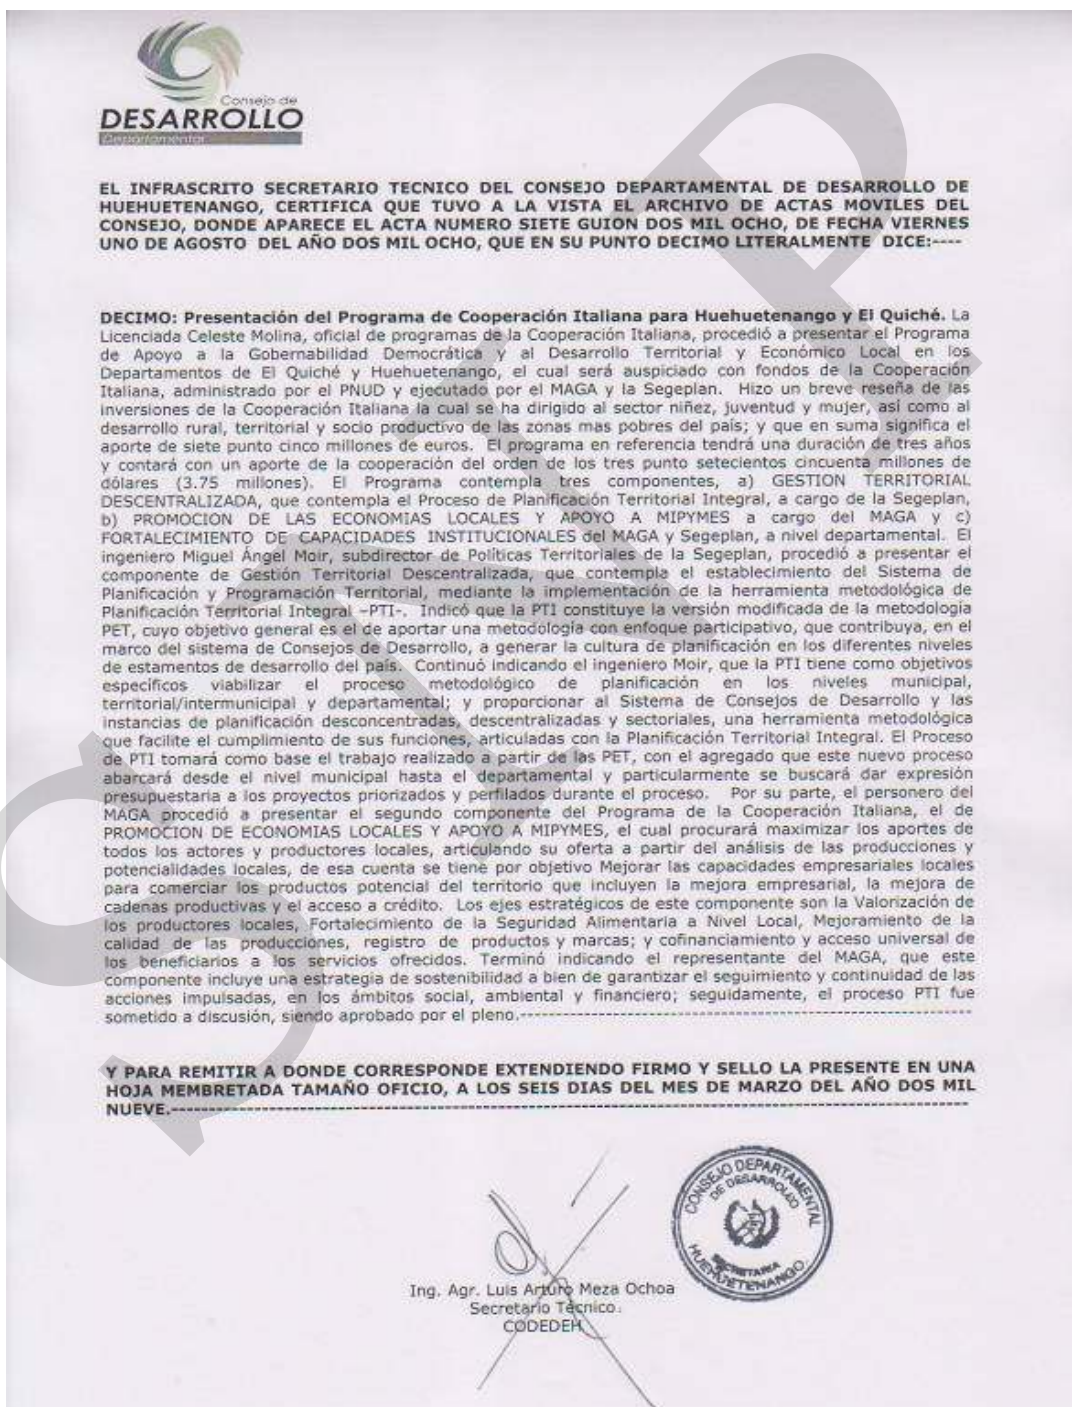 Consejo de
DESARROLLO
Departamental
EL INFRASCRITO SECRETARIO TECNICO DEL CONSEJO DEPARTAMENTAL DE DESARROLLO DE
HUEHUETENANGO, CERTIFICA QUE TUVO A LA VISTA EL ARCHIVO DE ACTAS MOVILES DEL
CONSEJO, DONDE APARECE EL ACTA NUMERO SIETE GUION DOS MIL OCHO, DE FECHA VIERNES
UNO DE AGOSTO DEL AÑO DOS MIL OCHO, QUE EN SU PUNTO DECIMO LITERALMENTE DICE:----
DECIMO: Presentación del Programa de Cooperación Italiana para Huehuetenango y El Quiché. La
Licenciada Celeste Molina, oficial de programas de la Cooperación Italiana, procedió a presentar el Programa
de Apoyo a la Gobernabilidad Democrática y al Desarrollo Territorial y Económico Local en los
Departamentos de El Quiché y Huehuetenango, el cual será auspiciado con fondos de la Cooperación
Italiana, administrado por el PNUD y ejecutado por el MAGA y la Segeplan. Hizo un breve reseña de las
inversiones de la Cooperación Italiana la cual se ha dirigido al sector niñez, juventud y mujer, así como al
desarrollo rural, territorial y socio productivo de las zonas mas pobres del país; y que en suma significa el
aporte de siete punto cinco millones de euros. El programa en referencia tendrá una duración de tres años
y contará con un aporte de la cooperación del orden de los tres punto setecientos cincuenta millones de
dólares (3.75 millones). El Programa contempla tres componentes, a) GESTION TERRITORIAL
DESCENTRALIZADA, que contempla el Proceso de Planificación Territorial Integral, a cargo de la Segeplan,
b) PROMOCION DE LAS ECONOMIAS LOCALES Y APOYO A MIPYMES a cargo del MAGA y c)
FORTALECIMIENTO DE CAPACIDADES INSTITUCIONALES del MAGA y Segeplan, a nivel departamental. El
ingeniero Miguel Ángel Moir, subdirector de Políticas Territoriales de la Segeplan, procedió a presentar el
componente de Gestión Territorial Descentralizada, que contempla el establecimiento del Sistema de
Planificación y Programación Territorial, mediante la implementación de la herramienta metodológica de
Planificación Territorial Integral –PTI-. Indicó que la PTI constituye la versión modificada de la metodología
PET, cuyo objetivo general es el de aportar una metodología con enfoque participativo, que contribuya, en el
marco del sistema de Consejos de Desarrollo, a generar la cultura de planificación en los diferentes niveles
de estamentos de desarrollo del país. Continuó indicando el ingeniero Moir, que la PTI tiene como objetivos
específicos viabilizar el proceso metodológico de planificación en los niveles municipal,
territorial/intermunicipal y departamental; y proporcionar al Sistema de Consejos de Desarrollo y las
instancias de planificación desconcentradas, descentralizadas y sectoriales, una herramienta metodológica
que facilite el cumplimiento de sus funciones, articuladas con la Planificación Territorial Integral. El Proceso
de PTI tomará como base el trabajo realizado a partir de las PET, con el agregado que este nuevo proceso
abarcará desde el nivel municipal hasta el departamental y particularmente se buscará dar expresión
presupuestaria a los proyectos priorizados y perfilados durante el proceso. Por su parte, el personero del
MAGA procedió a presentar el segundo componente del Programa de la Cooperación Italiana, el de
PROMOCION DE ECONOMIAS LOCALES Y APOYO A MIPYMES, el cual procurará maximizar los aportes de
todos los actores y productores locales, articulando su oferta a partir del análisis de las producciones y
potencialidades locales, de esa cuenta se tiene por objetivo Mejorar las capacidades empresariales locales
para comerciar los productos potencial del territorio que incluyen la mejora empresarial, la mejora de
cadenas productivas y el acceso a crédito. Los ejes estratégicos de este componente son la Valorización de
los productores locales, Fortalecimiento de la Seguridad Alimentaria a Nivel Local, Mejoramiento de la
calidad de las producciones, registro de productos y marcas; y cofinanciamiento y acceso universal de
los beneficiarios a los servicios ofrecidos. Terminó indicando el representante del MAGA, que este
componente incluye una estrategia de sostenibilidad a bien de garantizar el seguimiento y continuidad de las
acciones impulsadas, en los ámbitos social, ambiental y financiero; seguidamente, el proceso PTI fue
sometido a discusión, siendo aprobado por el pleno.------------------------------------------------------------
Y PARA REMITIR A DONDE CORRESPONDE EXTENDIENDO FIRMO Y SELLO LA PRESENTE EN UNA
HOJA MEMBRETADA TAMAÑO OFICIO, A LOS SEIS DIAS DEL MES DE MARZO DEL AÑO DOS MIL
NUEVE.------------------------------------------------------------------------------------------
CONSEJO DEPARTAMENTAL
DE DESARROLLO
SECRETARIA
HUEHUETENANGO
Ing. Agr. Luis Arturo Meza Ochoa
Secretario Técnico
CODEDEH